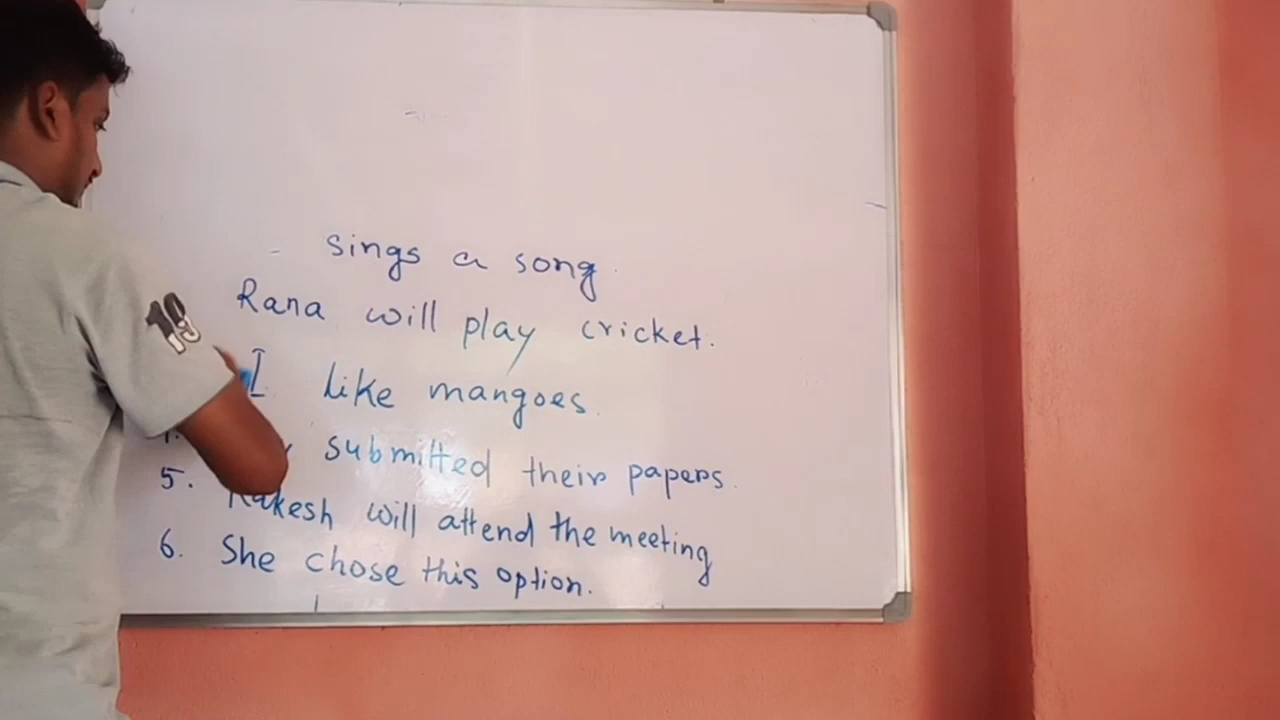 sings a song
Rana will play cricket.
I like mangoes.
submitted their papers.
5. Rakesh will attend the meeting
6. She chose this option.
19